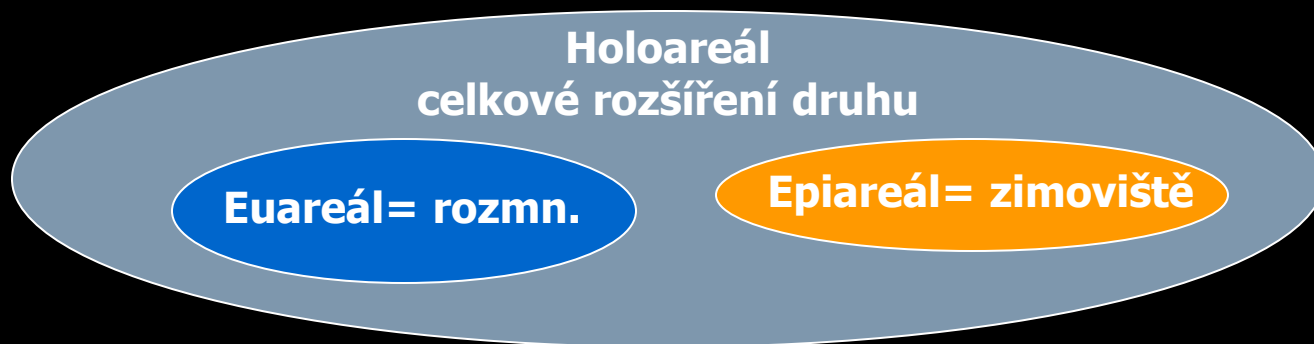 Holoareál
celkové rozšíření druhu
Euareál= rozmn.
Epiareál= zimoviště